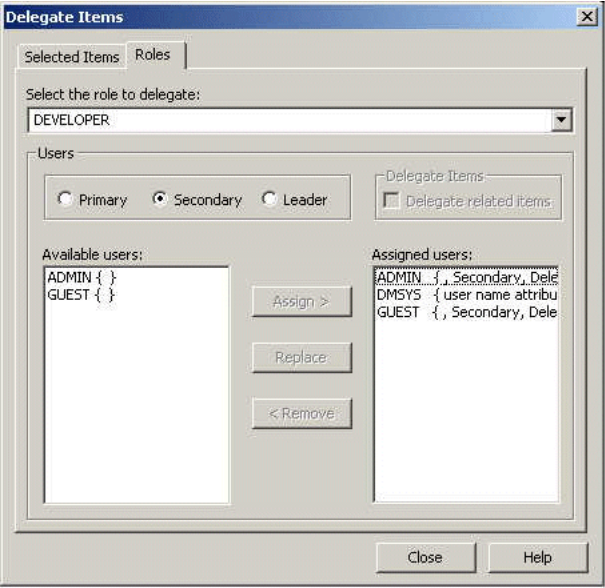 Delegate Items
Selected Items
Roles
Select the role to delegate:
DEVELOPER
Users
Primary
Secondary
Leader
Delegate Items
Delegate related items
Available users:
ADMIN { }
GUEST { }
Assign >
Replace
< Remove
Assigned users:
ADMIN { , Secondary, Dele
DMSYS { user name attribu
GUEST { , Secondary, Dele
Close
Help